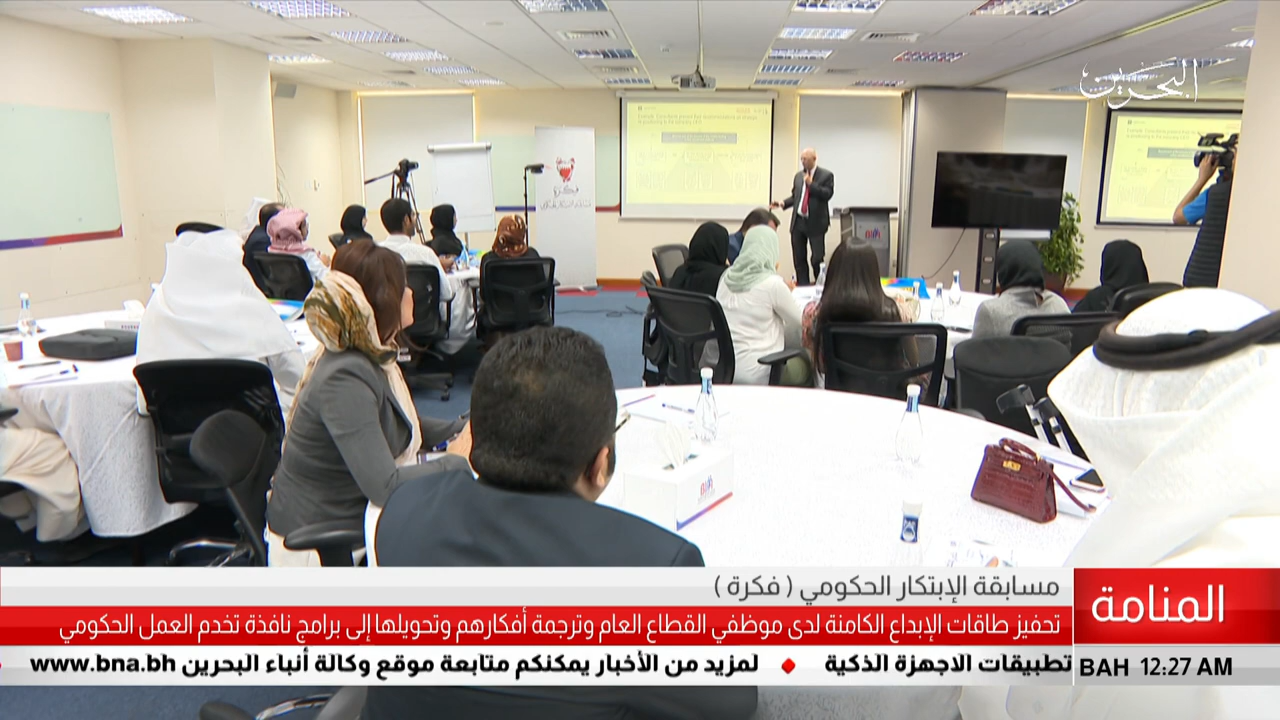 البحرين
فكرة
مسابقة الإبتكار الحكومي ( فكرة )
المنامة
تحفيز طاقات الإبداع الكامنة لدى موظفي القطاع العام وترجمة أفكارهم وتحويلها إلى برامج نافذة تخدم العمل الحكومي
تطبيقات الاجهزة الذكية ♦ لمزيد من الأخبار يمكنكم متابعة موقع وكالة أنباء البحرين www.bna.bh
BAH 12:27 AM